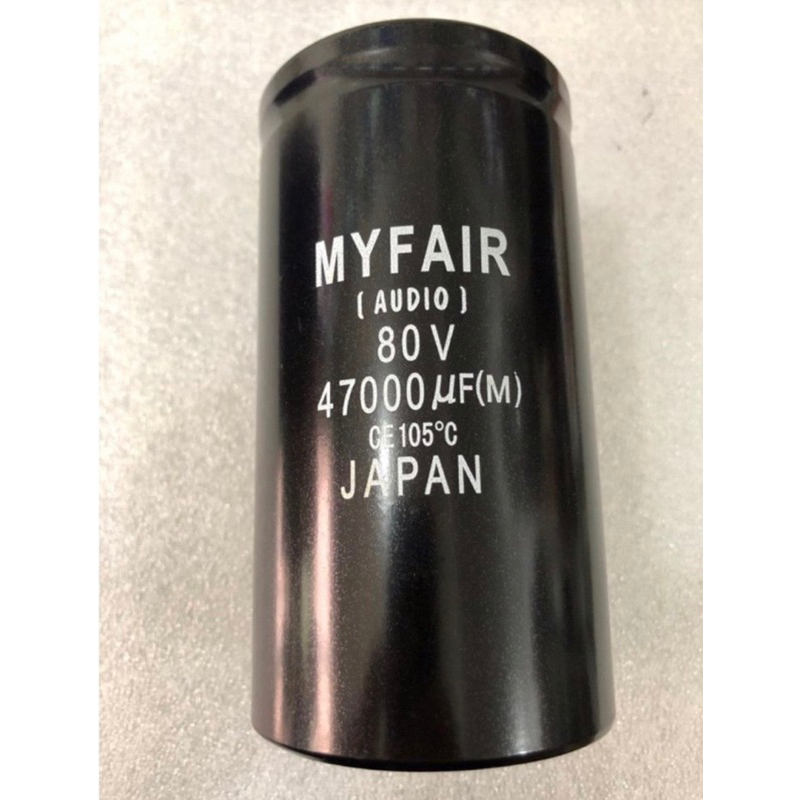 MYFAIR
(AUDIO)
80V
47000µF(M)
CE 105°C
JAPAN